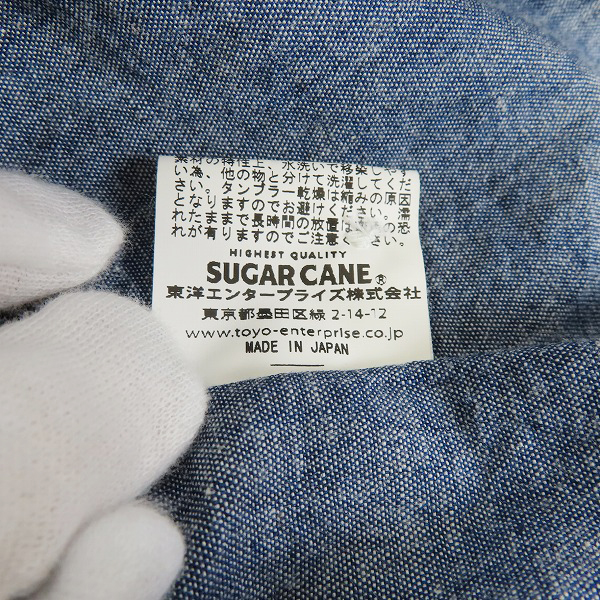 素材の特性上、水洗いで移染しやす
い為、他の物と分けて洗濯してくだ
さい。タンブラー乾燥は縮みの原因
となりますのでお避けください。濡
れたままで長時間の放置は 恐
れが有りますのでご注意ください。
HIGHEST QUALITY
SUGAR CANE®
東洋エンタープライズ株式会社
東京都墨田区緑 2-14-12
www.toyo-enterprise.co.jp
MADE IN JAPAN